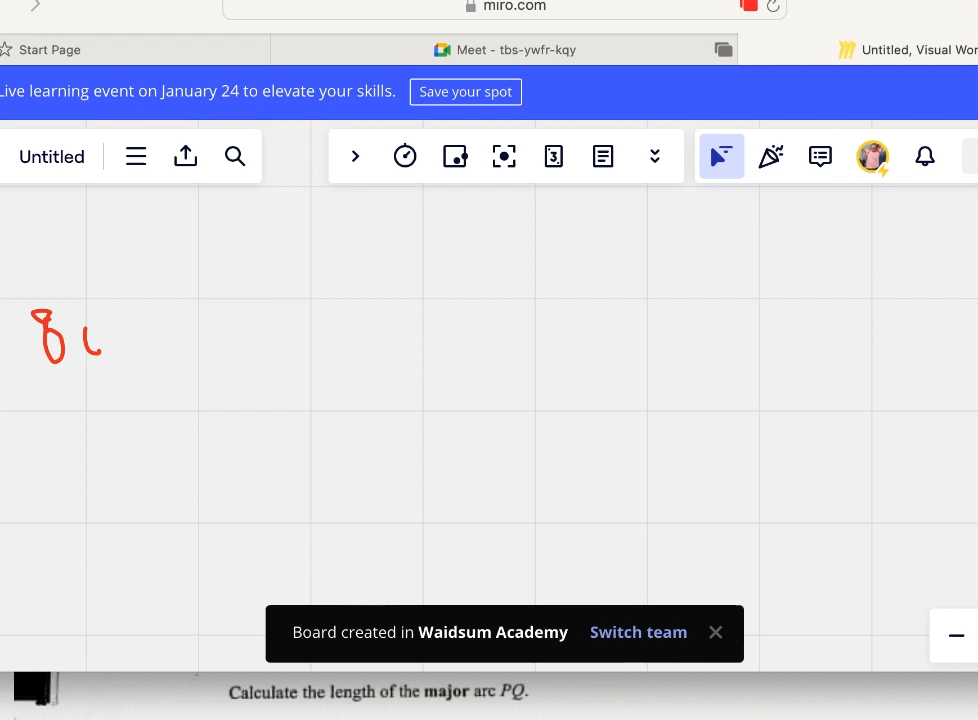 miro.com
Start Page
Meet - tbs-ywfr-kqy
Untitled, Visual Wor
Live learning event on January 24 to elevate your skills. Save your spot
Untitled
3
8
Board created in Waidsum Academy Switch team
Calculate the length of the major arc PQ.